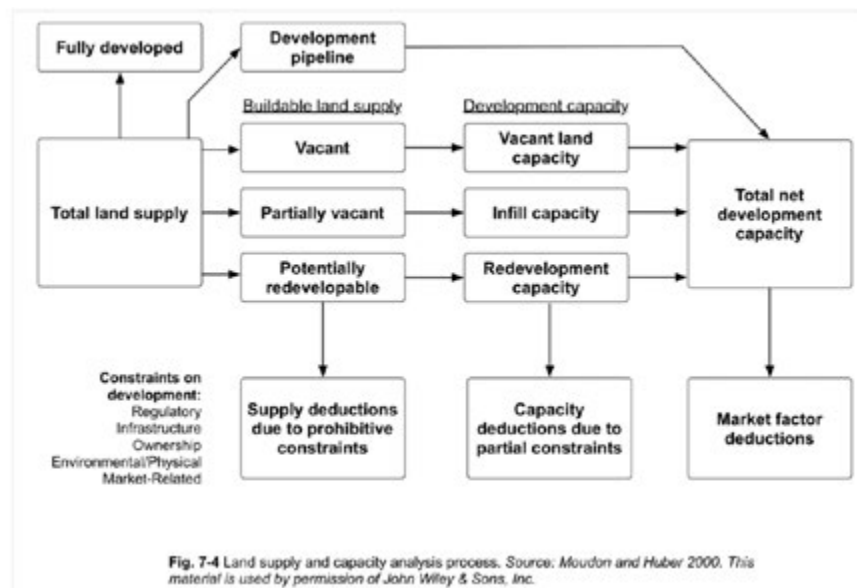 Fully developed
Development
pipeline
Buildable land supply
Development capacity
Vacant
Vacant land
capacity
Total land supply
Partially vacant
Infill capacity
Total net
development
capacity
Potentially
redevelopable
Redevelopment
capacity
Constraints on
development:
Regulatory
Infrastructure
Ownership
Environmental/Physical
Market-Related
Supply deductions
due to prohibitive
constraints
Capacity
deductions due to
partial constraints
Market factor
deductions
Fig. 7-4 Land supply and capacity analysis process. Source: Moudon and Huber 2000. This
material is used by permission of John Wiley & Sons, Inc.